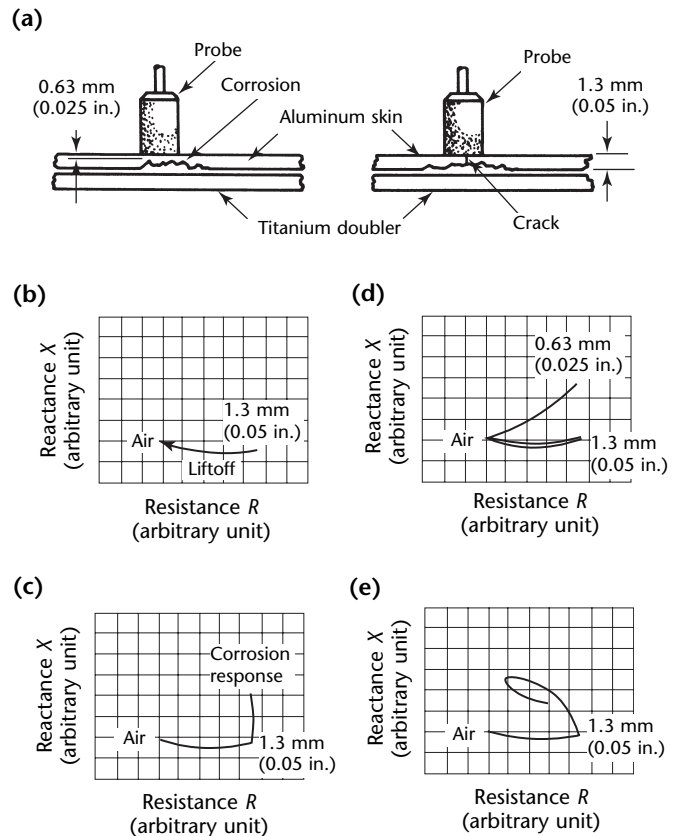 (a)
Probe
0.63 mm
(0.025 in.)
Corrosion
Aluminum skin
Probe
1.3 mm
(0.05 in.)
Titanium doubler
Crack
(b)
Reactance X
(arbitrary unit)
1.3 mm
(0.05 in.)
Air
Liftoff
Resistance R
(arbitrary unit)
(d)
Reactance X
(arbitrary unit)
0.63 mm
(0.025 in.)
Air
1.3 mm
(0.05 in.)
Resistance R
(arbitrary unit)
(c)
Reactance X
(arbitrary unit)
Corrosion
response
Air
1.3 mm
(0.05 in.)
Resistance R
(arbitrary unit)
(e)
Reactance X
(arbitrary unit)
Air
1.3 mm
(0.05 in.)
Resistance R
(arbitrary unit)